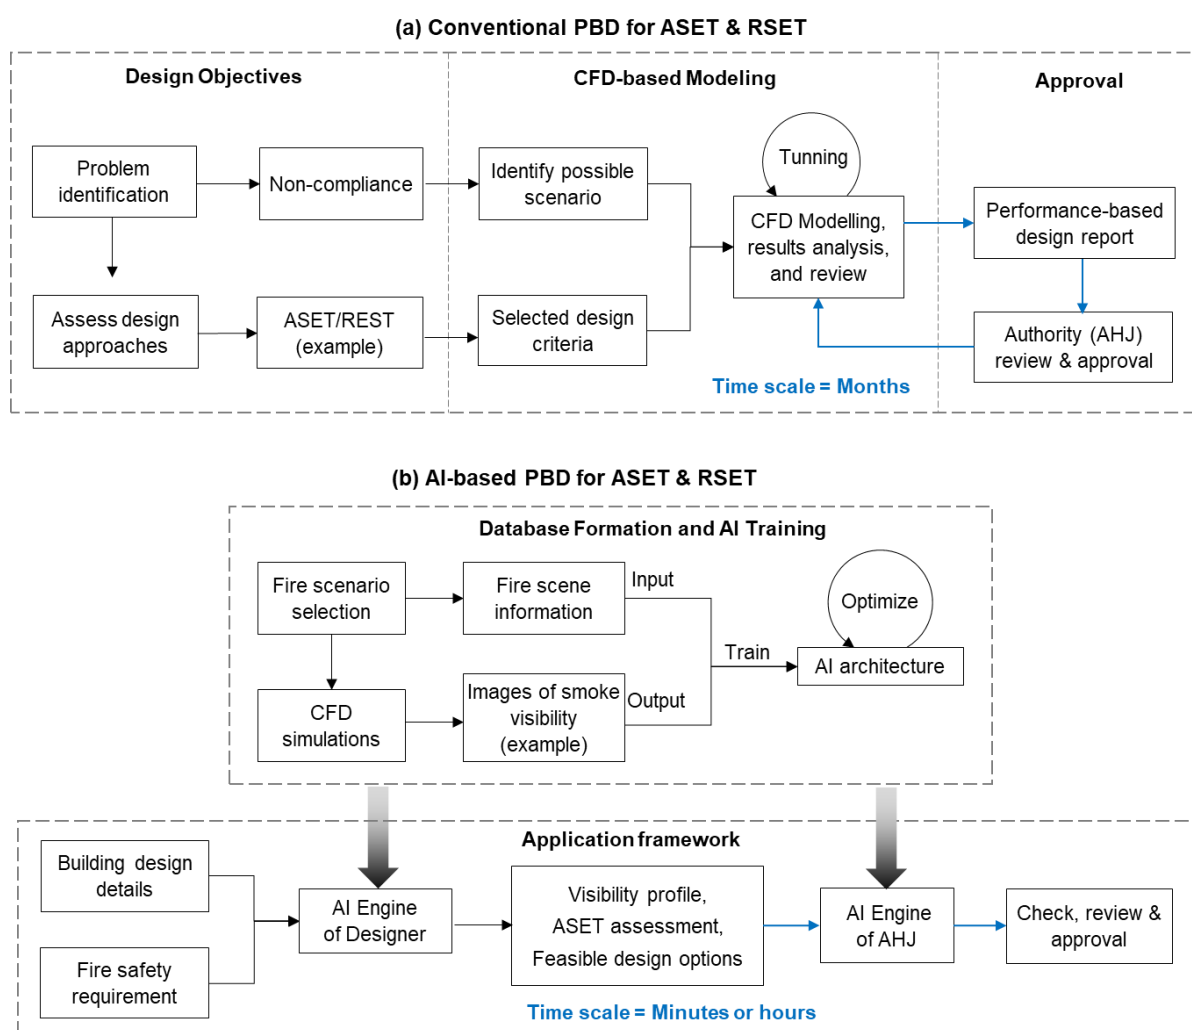 (a) Conventional PBD for ASET & RSET
Design Objectives
CFD-based Modeling
Approval
Problem
identification
Non-compliance
Identify possible
scenario
Tunning
CFD Modelling,
results analysis,
and review
Performance-based
design report
Assess design
approaches
ASET/REST
(example)
Selected design
criteria
Authority (AHJ)
review & approval
Time scale = Months
(b) AI-based PBD for ASET & RSET
Database Formation and AI Training
Fire scenario
selection
Fire scene
information
Input
Optimize
Train
AI architecture
CFD
simulations
Images of smoke
visibility
(example)
Output
Application framework
Building design
details
Fire safety
requirement
AI Engine
of Designer
Visibility profile,
ASET assessment,
Feasible design options
AI Engine
of AHJ
Check, review &
approval
Time scale = Minutes or hours